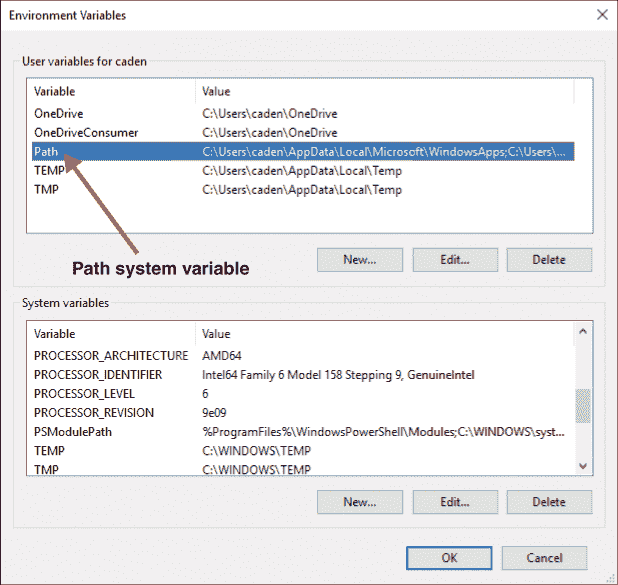 Environment Variables
User variables for caden
Variable Value
OneDrive C:\Users\caden\OneDrive
OneDriveConsumer C:\Users\caden\OneDrive
Path C:\Users\caden\AppData\Local\Microsoft\WindowsApps;C:\Users\...
TEMP C:\Users\caden\AppData\Local\Temp
TMP C:\Users\caden\AppData\Local\Temp
Path system variable
New... Edit... Delete
System variables
Variable Value
PROCESSOR_ARCHITECTURE AMD64
PROCESSOR_IDENTIFIER Intel64 Family 6 Model 158 Stepping 9, GenuineIntel
PROCESSOR_LEVEL 6
PROCESSOR_REVISION 9e09
PSModulePath %ProgramFiles%\WindowsPowerShell\Modules;C:\WINDOWS\syst...
TEMP C:\WINDOWS\TEMP
TMP C:\WINDOWS\TEMP
New... Edit... Delete
OK Cancel